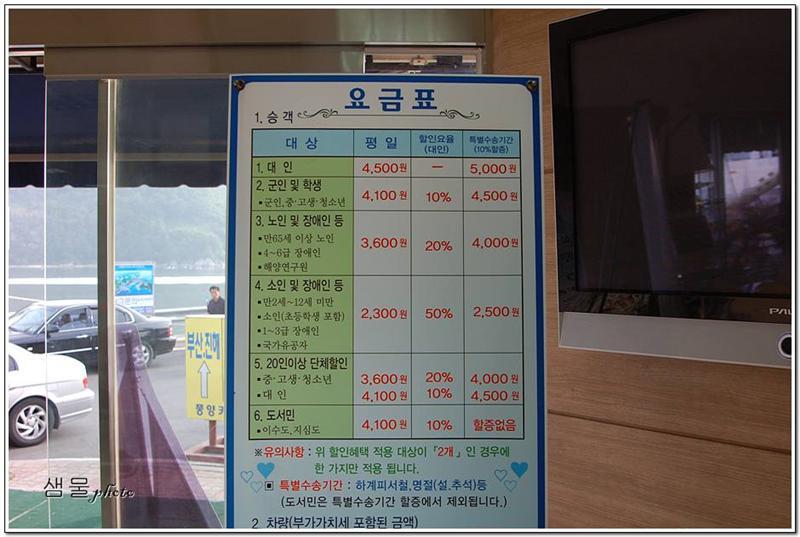 요금표
1. 승 객
대 상 평 일 할인요율 (대인) 특별수송기간 (10%할증)
1. 대 인 4,500원 — 5,000원
2. 군인 및 학생
▪ 군인, 중·고생·청소년 4,100원 10% 4,500원
3. 노인 및 장애인 등
▪ 만65세 이상 노인
▪ 4~6급 장애인 3,600원 20% 4,000원
▪ 해양연구원
4. 소인 및 장애인 등
▪ 만2세~12세 미만
▪ 소인(초등학생 포함) 2,300원 50% 2,500원
▪ 1~3급 장애인
▪ 국가유공자
5. 20인이상 단체할인
▪ 중·고생·청소년 3,600원 20% 4,000원
▪ 대 인 4,100원 10% 4,500원
6. 도서민
▪ 이수도, 지심도 4,100원 10% 할증없음
※유의사항 : 위 할인혜택 적용 대상이 『2개』 인 경우에
한 가지만 적용 됩니다.
▣ 특별수송기간 : 하계피서철,명절(설.추석)등
(도서민은 특별수송기간 할증에서 제외됩니다.)
2. 차량(부가가치세 포함된 금액)
부산,진해
샘물photo